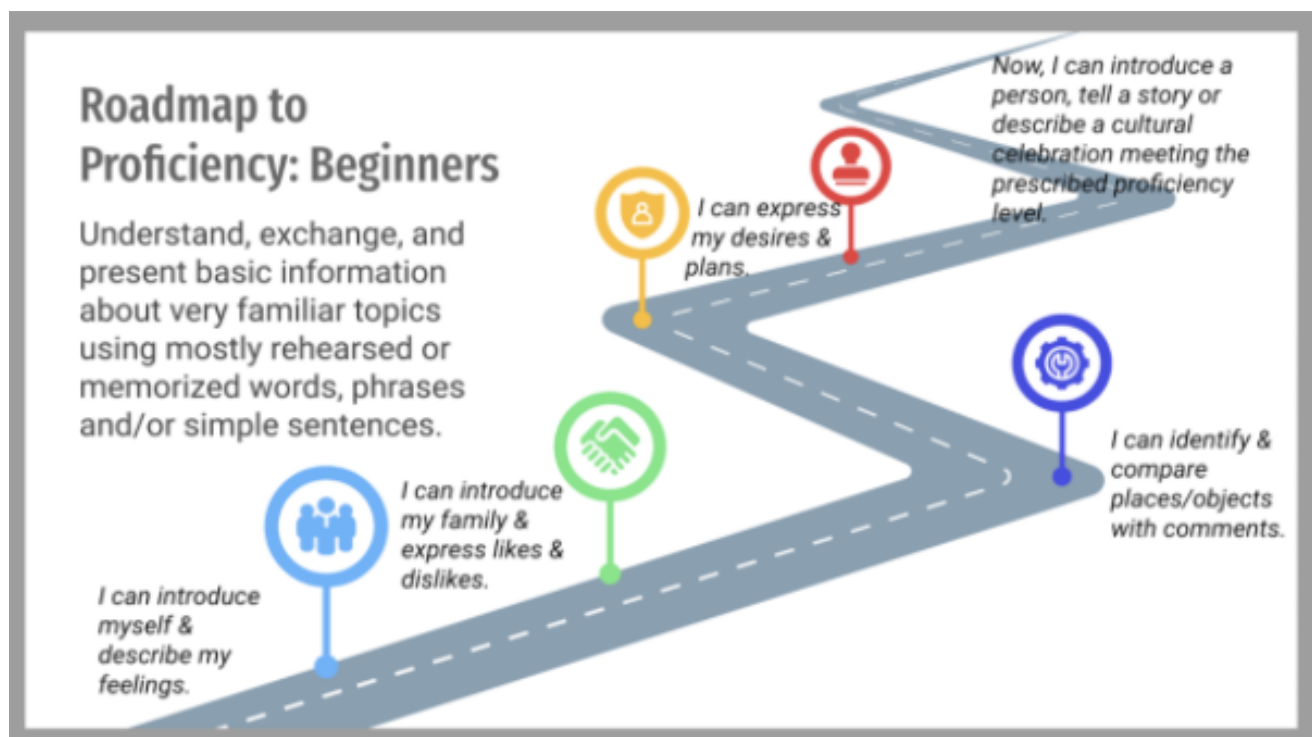 Roadmap to
Proficiency: Beginners
Understand, exchange, and
present basic information
about very familiar topics
using mostly rehearsed or
memorized words, phrases
and/or simple sentences.
I can introduce
myself &
describe my
feelings.
I can introduce
my family &
express likes &
dislikes.
I can identify &
compare
places/objects
with comments.
I can express
my desires &
plans.
Now, I can introduce a
person, tell a story or
describe a cultural
celebration meeting the
prescribed proficiency
level.